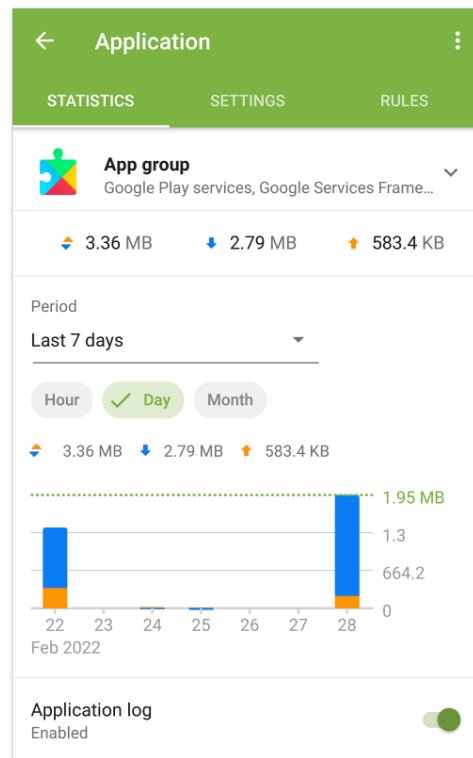 Application
STATISTICS SETTINGS RULES
App group
Google Play services, Google Services Frame…
3.36 MB 2.79 MB 583.4 KB
Period
Last 7 days
Hour Day Month
3.36 MB 2.79 MB 583.4 KB
1.95 MB
1.3
664.2
0
22 23 24 25 26 27 28
Feb 2022
Application log
Enabled